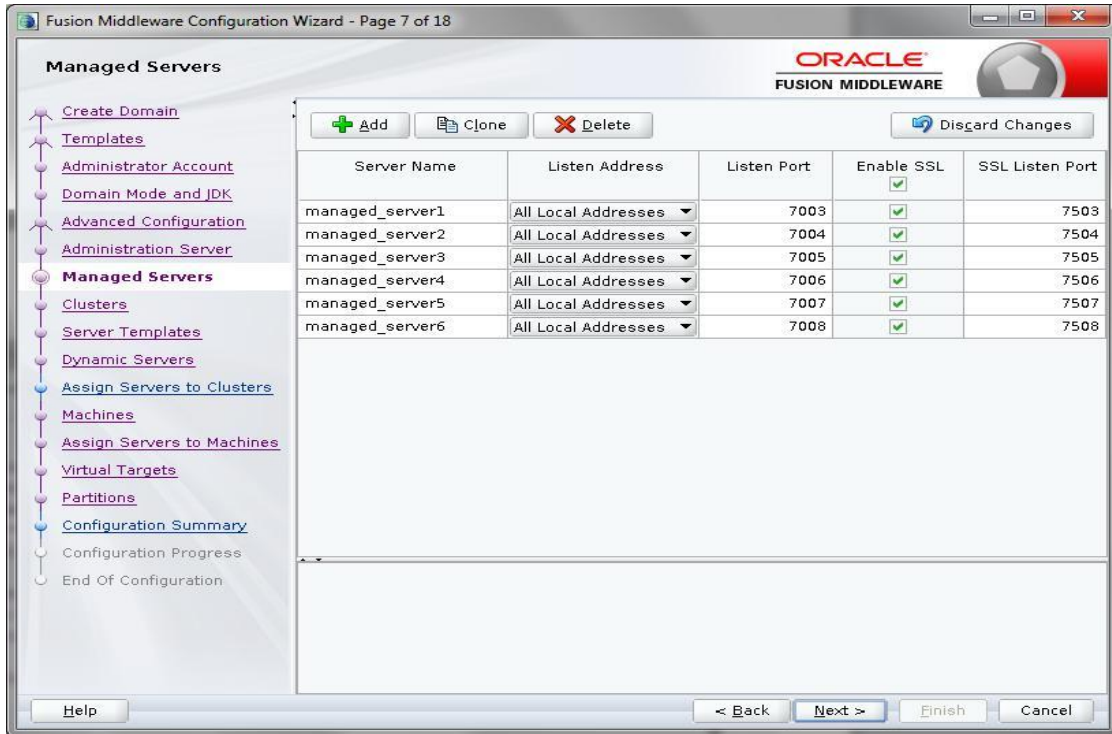 Fusion Middleware Configuration Wizard - Page 7 of 18
Managed Servers
ORACLE
FUSION MIDDLEWARE
Create Domain
Templates
Administrator Account
Domain Mode and JDK
Advanced Configuration
Administration Server
Managed Servers
Clusters
Server Templates
Dynamic Servers
Assign Servers to Clusters
Machines
Assign Servers to Machines
Virtual Targets
Partitions
Configuration Summary
Configuration Progress
End Of Configuration
Add Clone Delete Discard Changes
Server Name Listen Address Listen Port Enable SSL SSL Listen Port
managed_server1 All Local Addresses 7003 7503
managed_server2 All Local Addresses 7004 7504
managed_server3 All Local Addresses 7005 7505
managed_server4 All Local Addresses 7006 7506
managed_server5 All Local Addresses 7007 7507
managed_server6 All Local Addresses 7008 7508
Help < Back Next > Finish Cancel